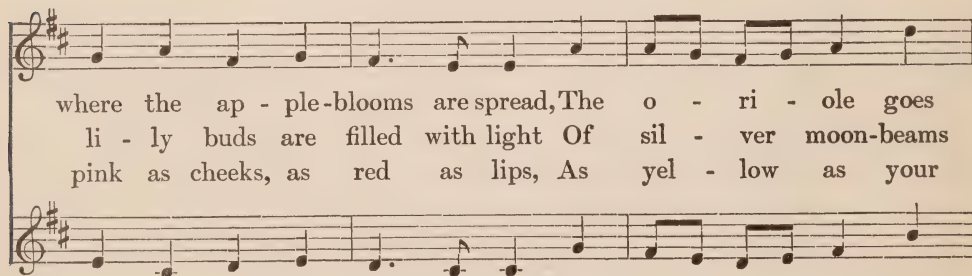 where the ap - ple-blooms are spread, The o - ri - ole goes
li - ly buds are filled with light Of sil - ver moon-beams
pink as cheeks, as red as lips, As yel - low as your